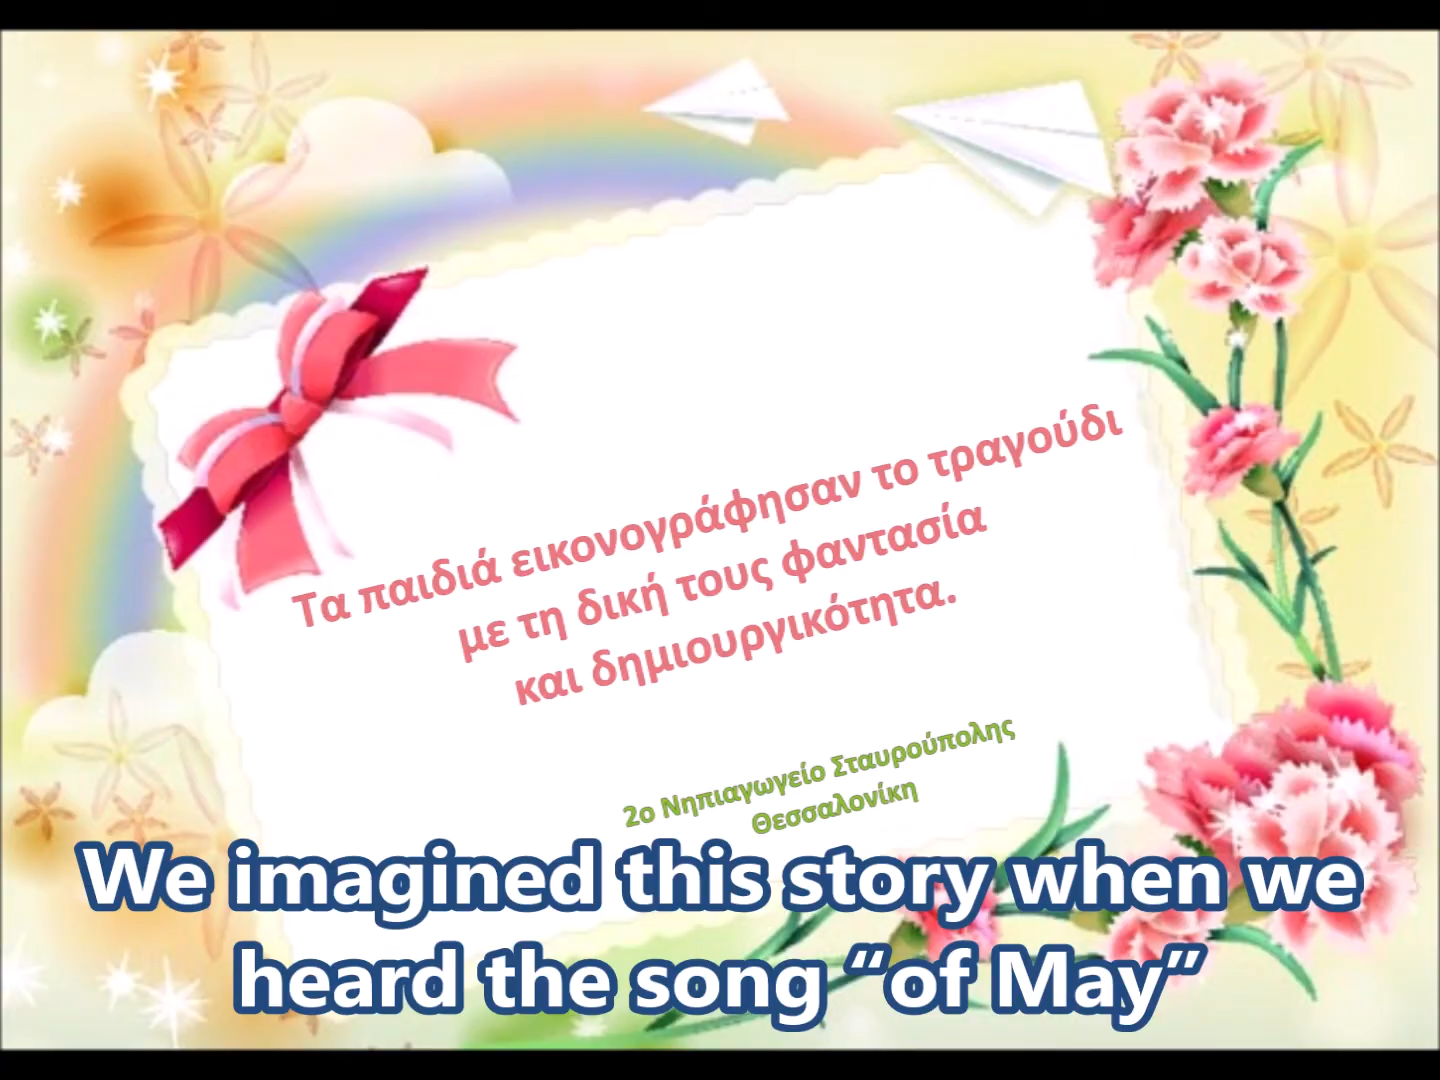 Τα παιδιά εικονογράφησαν το τραγούδι
με τη δική τους φαντασία
και δημιουργικότητα.
2ο Νηπιαγωγείο Σταυρούπολης
Θεσσαλονίκη
We imagined this story when we
heard the song “of May”